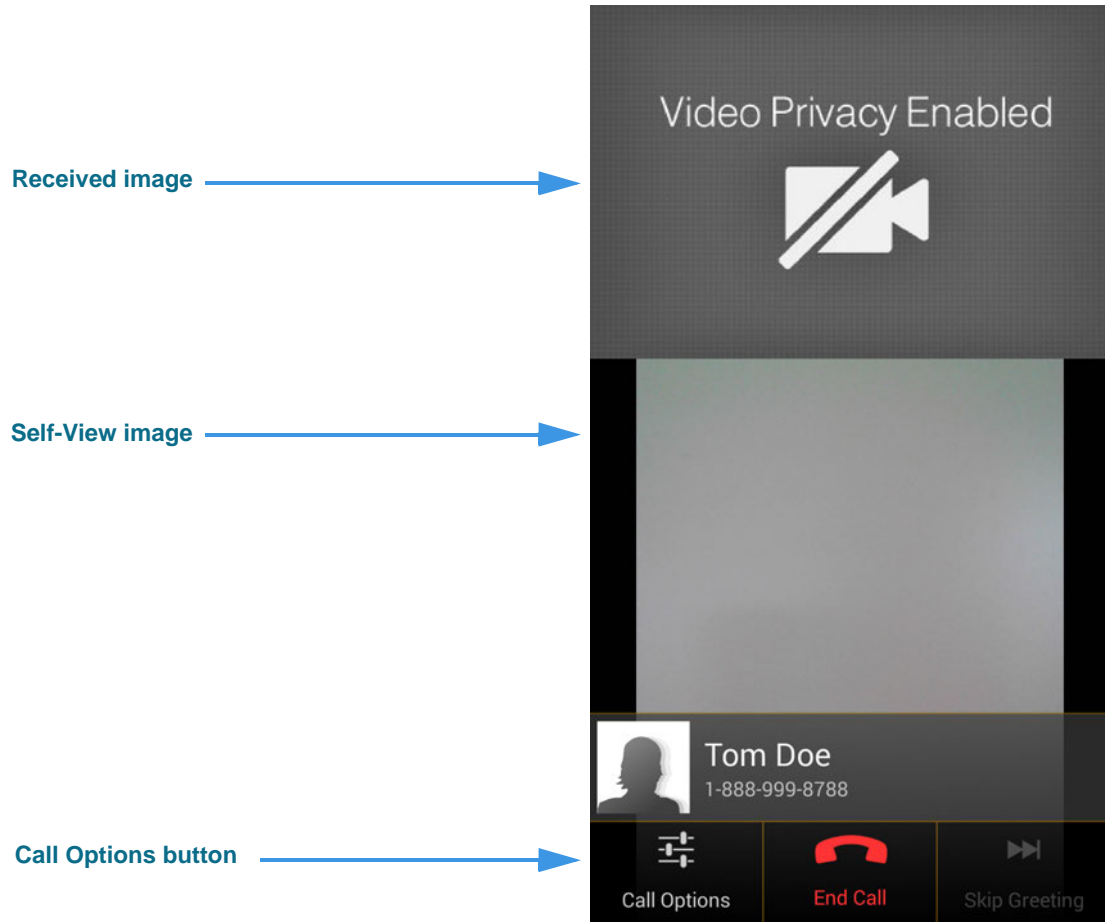 Video Privacy Enabled
Received image
Self-View image
Tom Doe
1-888-999-8788
Call Options button
Call Options
End Call
Skip Greeting